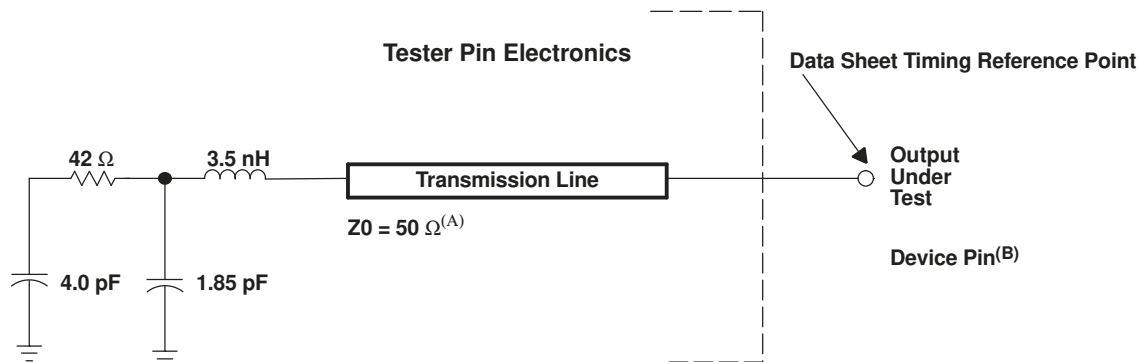 Tester Pin Electronics
Data Sheet Timing Reference Point
42 Ω
3.5 nH
Transmission Line
Output
Under
Test
Z0 = 50 Ω(A)
Device Pin(B)
4.0 pF
1.85 pF